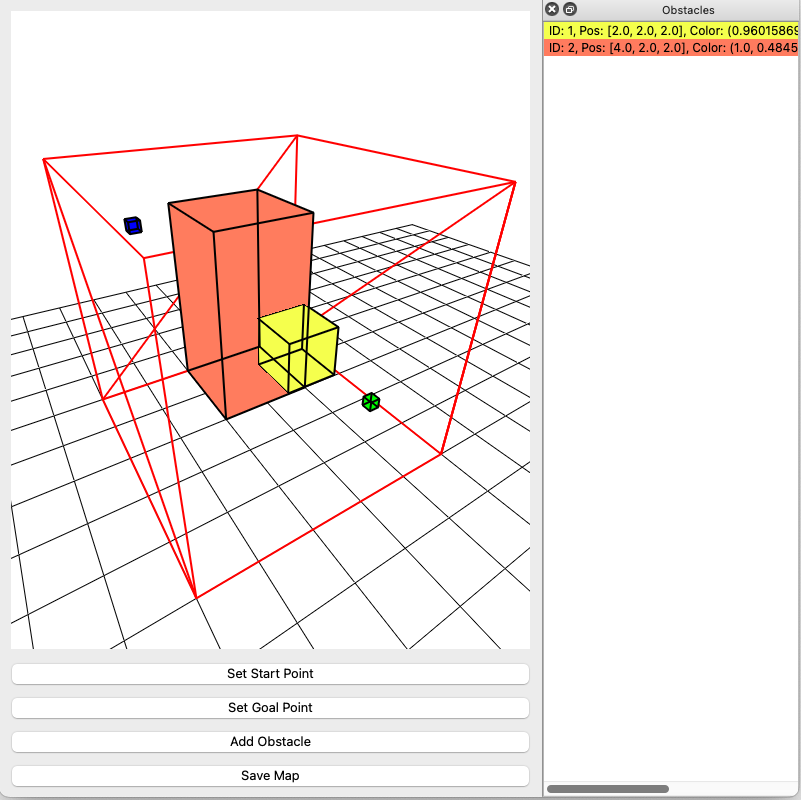 Obstacles
ID: 1, Pos: [2.0, 2.0, 2.0], Color: (0.96015869
ID: 2, Pos: [4.0, 2.0, 2.0], Color: (1.0, 0.4845
Set Start Point
Set Goal Point
Add Obstacle
Save Map